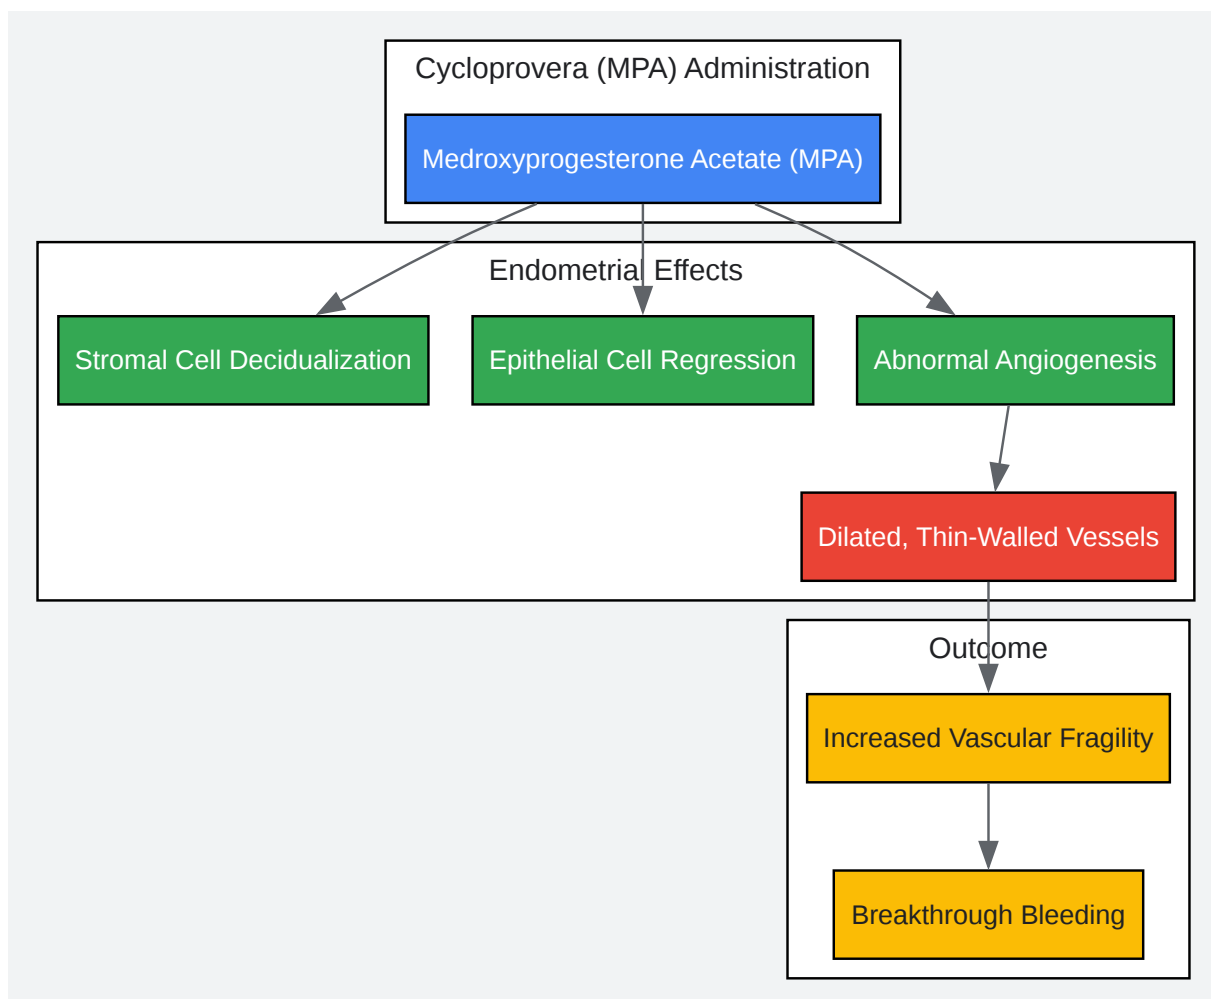 Cycloprovera (MPA) Administration
Medroxyprogesterone Acetate (MPA)
Endometrial Effects
Stromal Cell Decidualization
Epithelial Cell Regression
Abnormal Angiogenesis
Dilated, Thin-Walled Vessels
Outcome
Increased Vascular Fragility
Breakthrough Bleeding